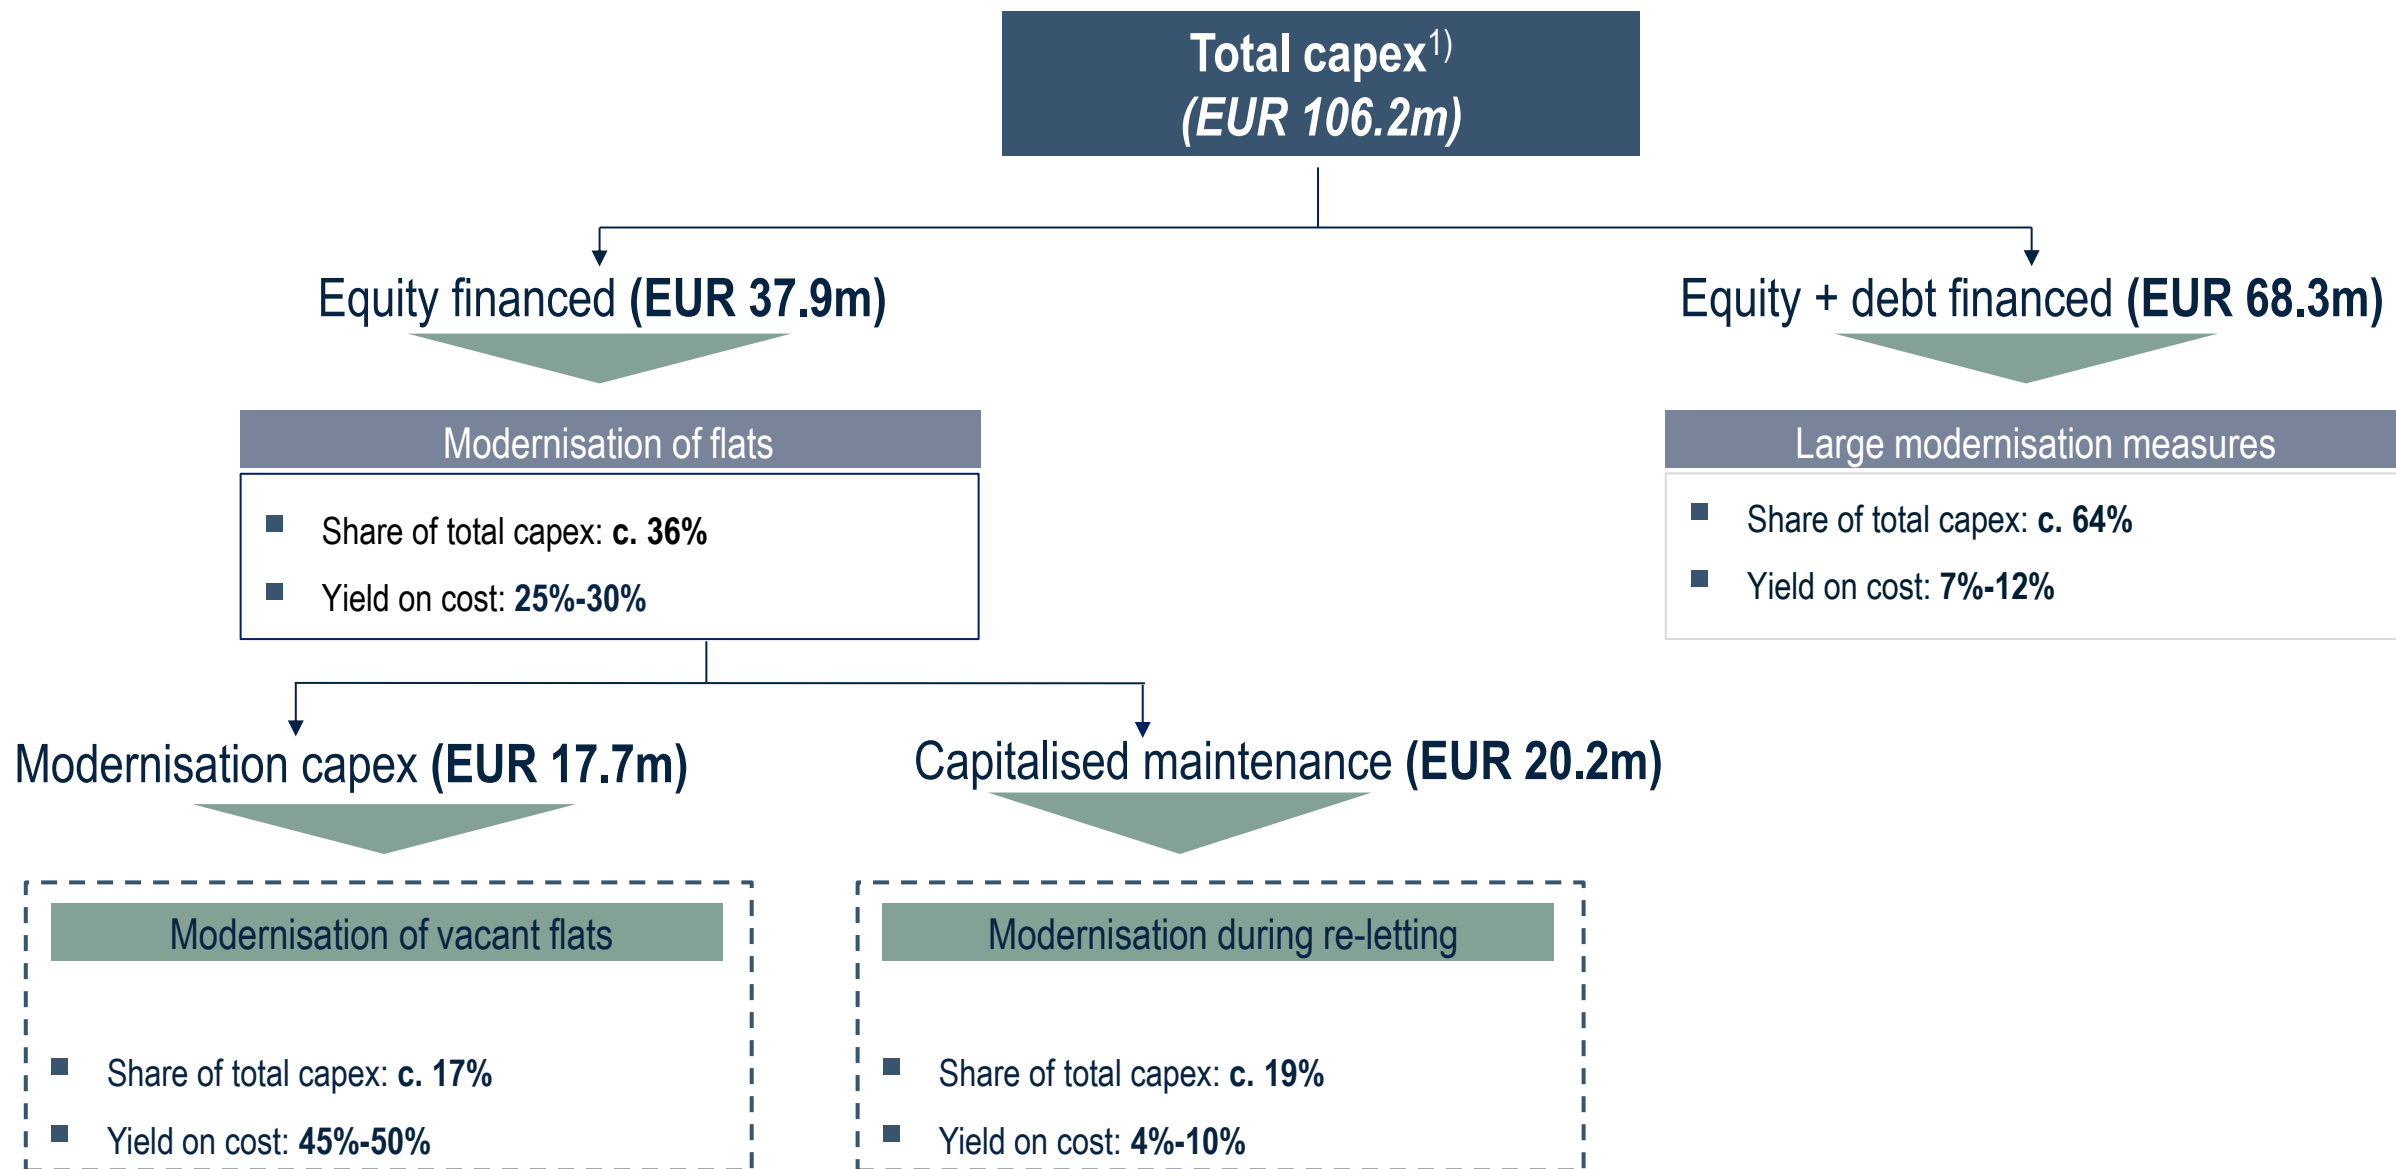 Total capex1)
(EUR 106.2m)
Equity financed (EUR 37.9m)
Equity + debt financed (EUR 68.3m)
Modernisation of flats
Share of total capex: c. 36%
Yield on cost: 25%-30%
Large modernisation measures
Share of total capex: c. 64%
Yield on cost: 7%-12%
Modernisation capex (EUR 17.7m)
Capitalised maintenance (EUR 20.2m)
Modernisation of vacant flats
Share of total capex: c. 17%
Yield on cost: 45%-50%
Modernisation during re-letting
Share of total capex: c. 19%
Yield on cost: 4%-10%